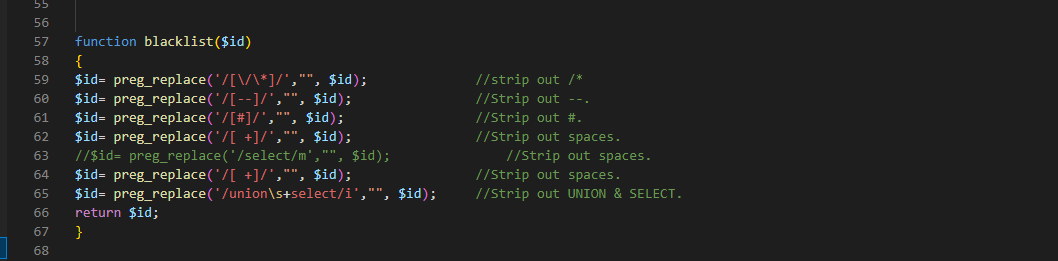 55
56
57 function blacklist($id)
58 {
59 $id= preg_replace('/[\/\*]/',"", $id); //strip out /*
60 $id= preg_replace('/[--]/',"", $id); //Strip out --.
61 $id= preg_replace('/[#]/',"", $id); //Strip out #.
62 $id= preg_replace('/[ +]/',"", $id); //Strip out spaces.
63 //$id= preg_replace('/select/m',"", $id); //Strip out spaces.
64 $id= preg_replace('/[ +]/',"", $id); //Strip out spaces.
65 $id= preg_replace('/union\s+select/i',"", $id); //Strip out UNION & SELECT.
66 return $id;
67 }
68